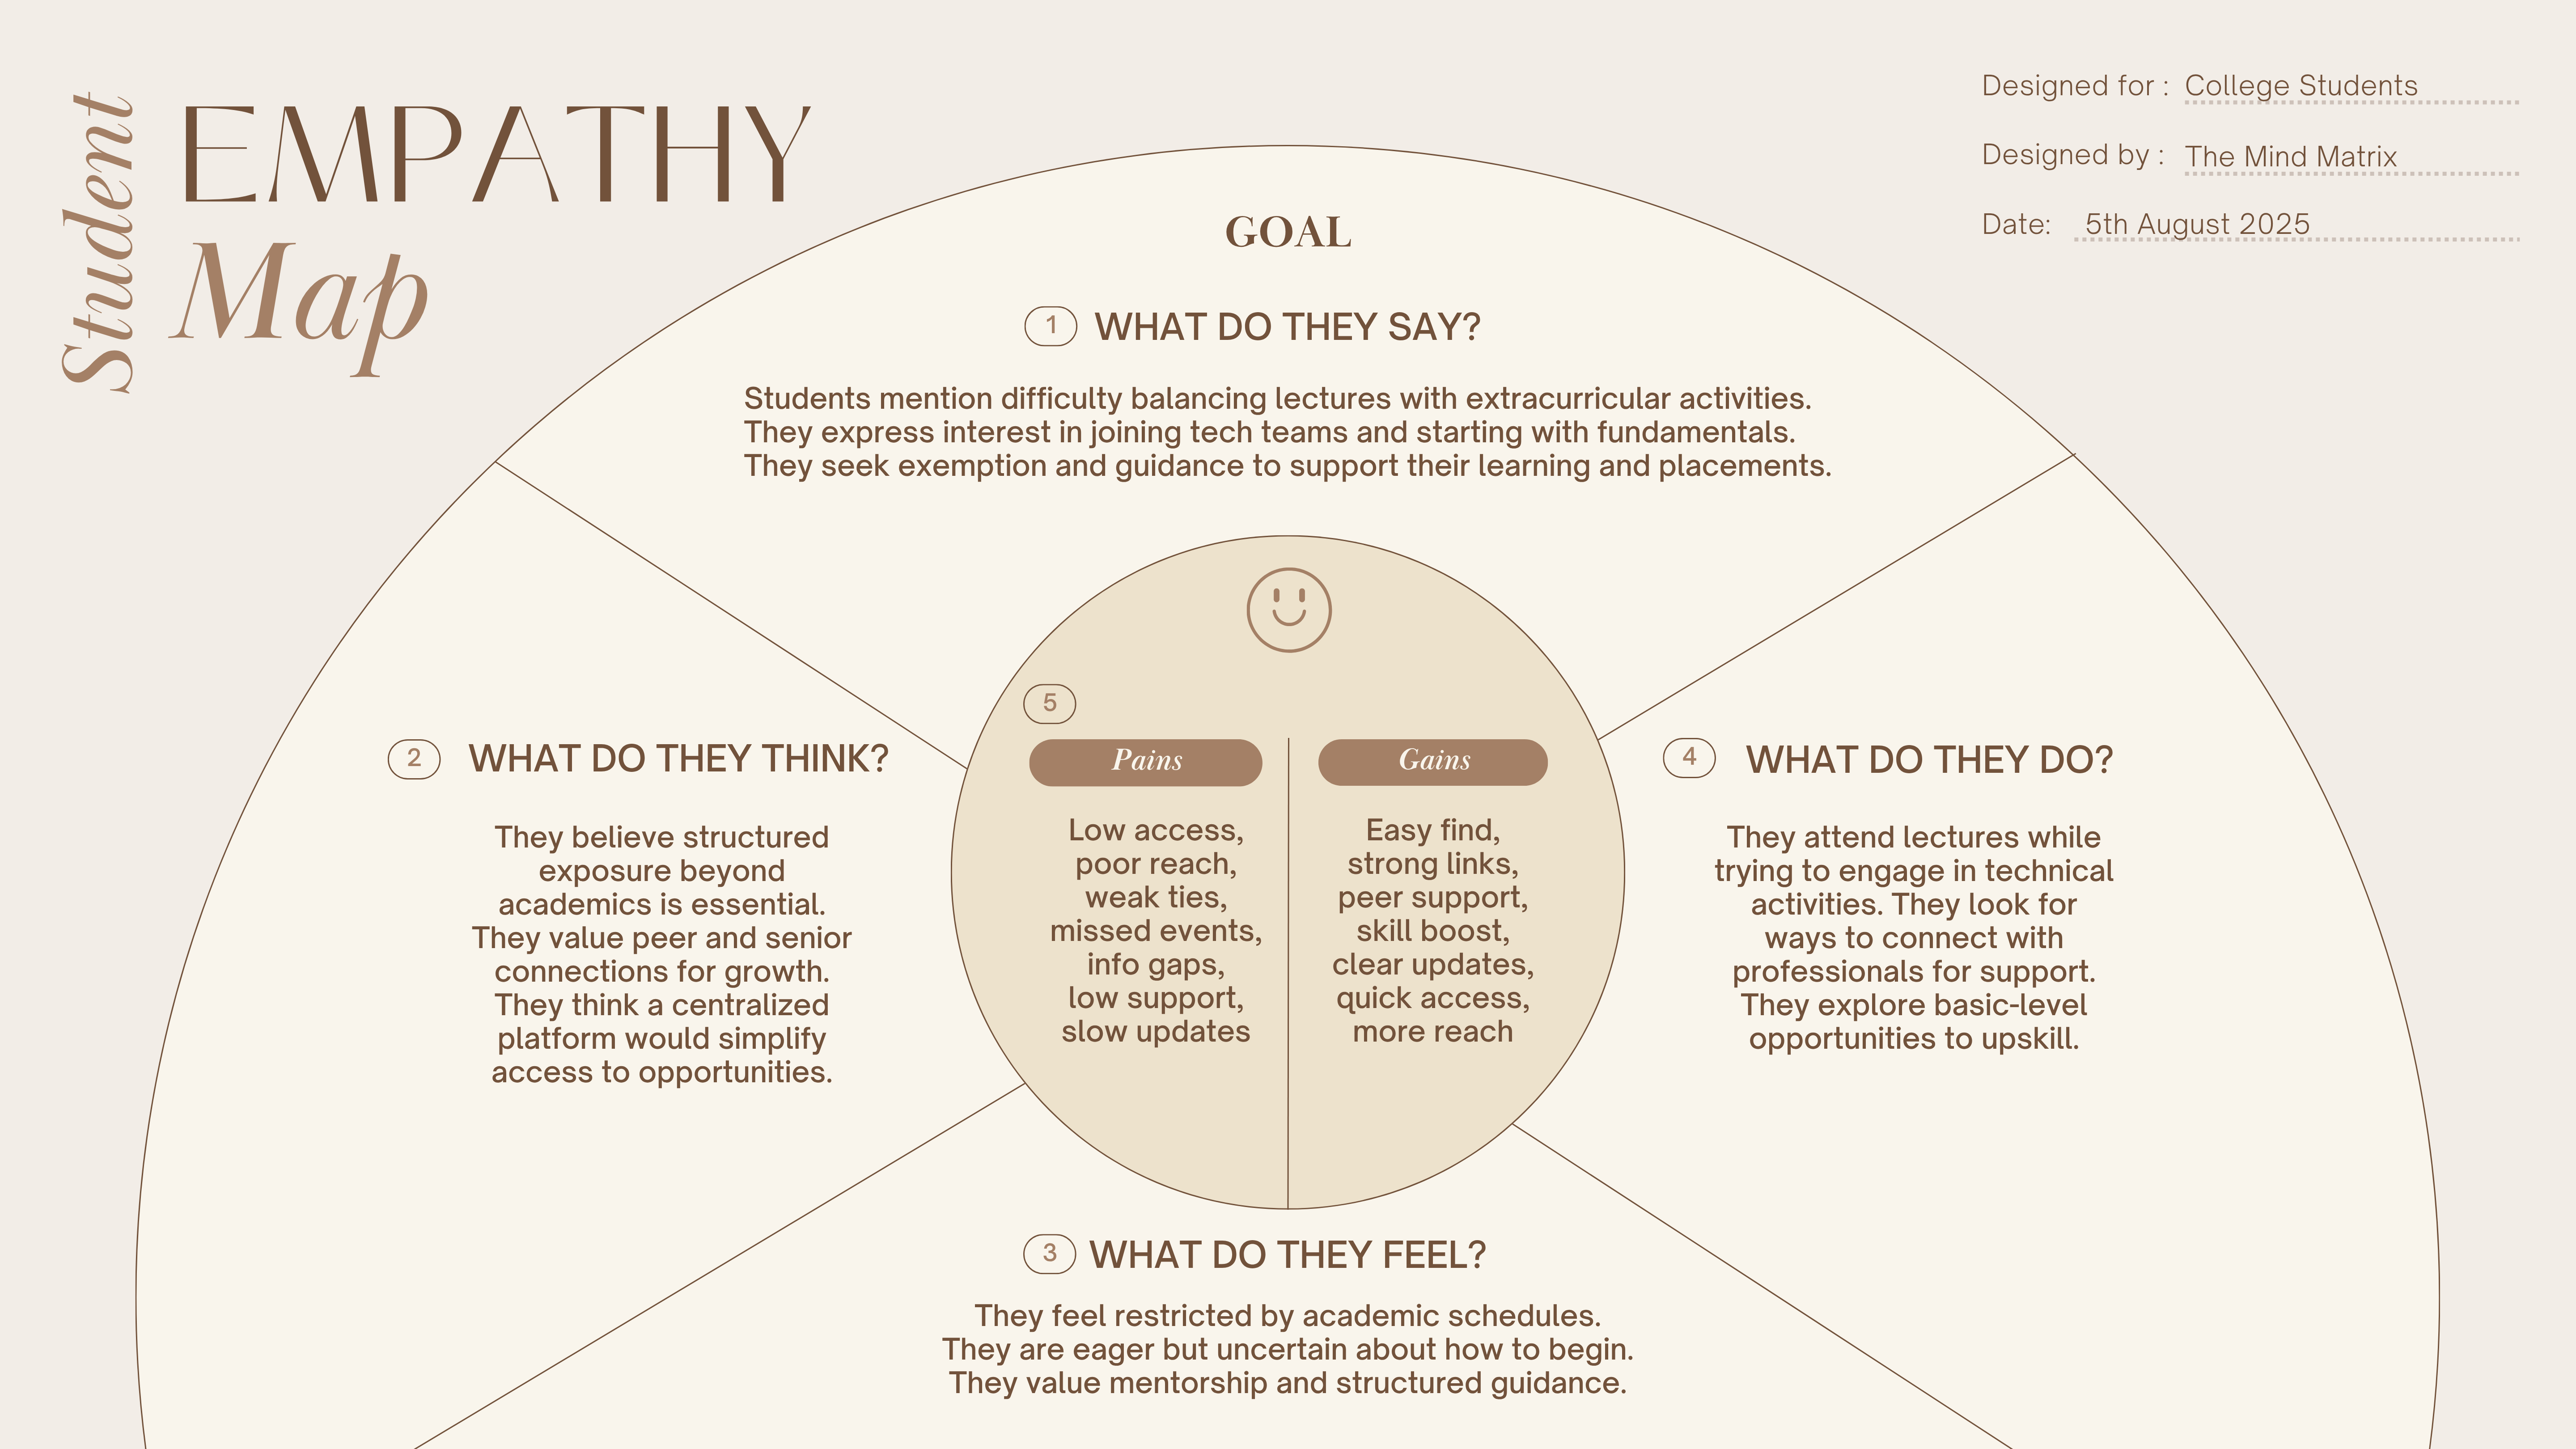 Student
EMPATHY
Map
Designed for : College Students
Designed by : The Mind Matrix
Date: 5th August 2025
GOAL
1 WHAT DO THEY SAY?
Students mention difficulty balancing lectures with extracurricular activities.
They express interest in joining tech teams and starting with fundamentals.
They seek exemption and guidance to support their learning and placements.
2 WHAT DO THEY THINK?
They believe structured
exposure beyond
academics is essential.
They value peer and senior
connections for growth.
They think a centralized
platform would simplify
access to opportunities.
5
Pains
Low access,
poor reach,
weak ties,
missed events,
info gaps,
low support,
slow updates
Gains
Easy find,
strong links,
peer support,
skill boost,
clear updates,
quick access,
more reach
4 WHAT DO THEY DO?
They attend lectures while
trying to engage in technical
activities. They look for
ways to connect with
professionals for support.
They explore basic-level
opportunities to upskill.
3 WHAT DO THEY FEEL?
They feel restricted by academic schedules.
They are eager but uncertain about how to begin.
They value mentorship and structured guidance.